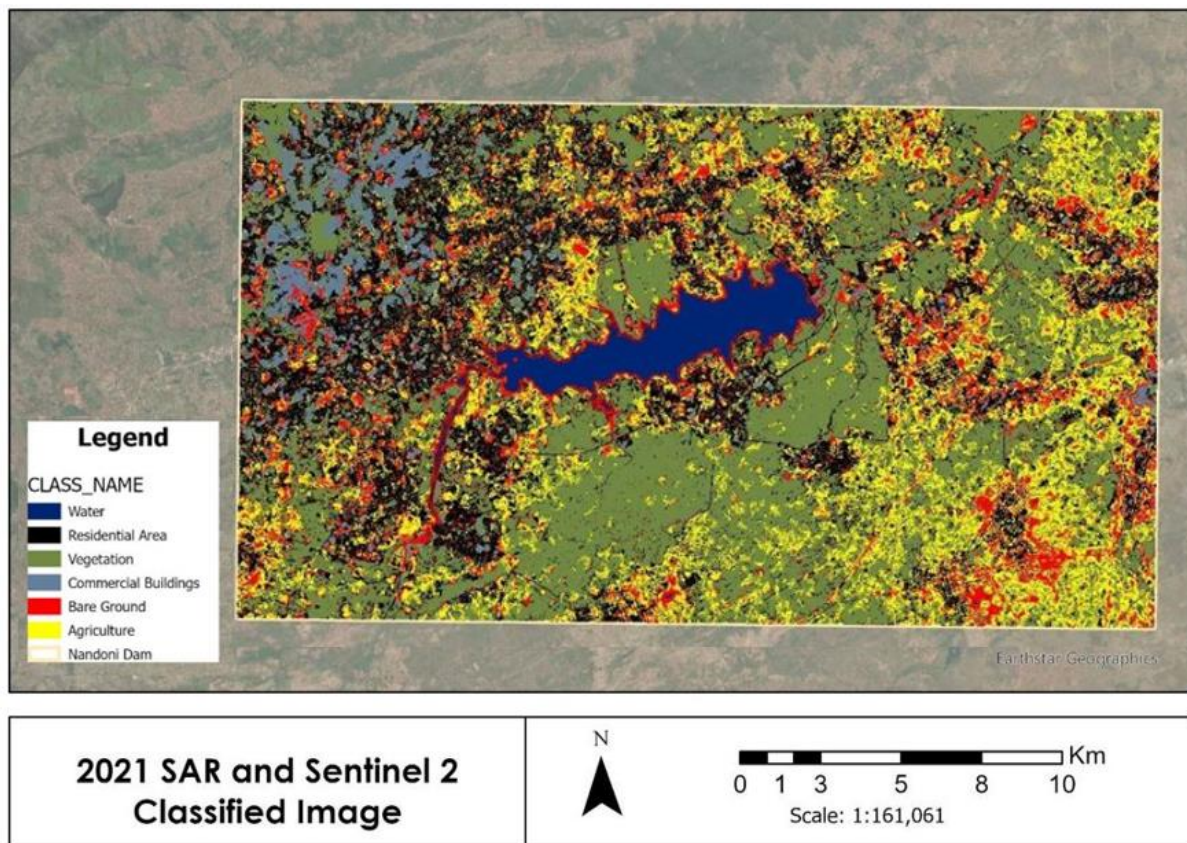 Legend
CLASS_NAME
Water
Residential Area
Vegetation
Commercial Buildings
Bare Ground
Agriculture
Nandoni Dam
Earthstar Geographics
2021 SAR and Sentinel 2
Classified Image
N
Km
0 1 3 5 8 10
Scale: 1:161,061